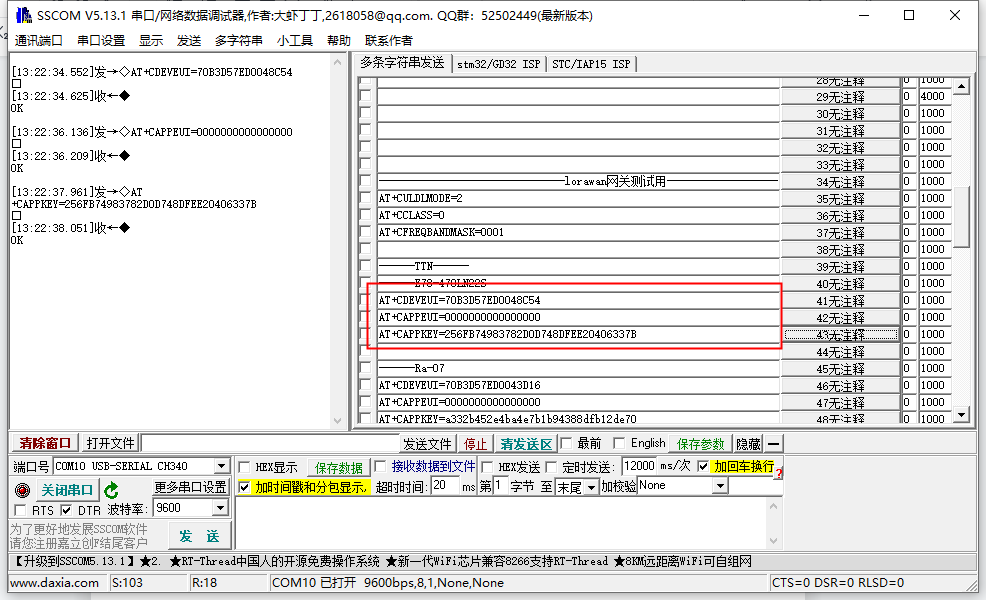 SSCOM V5.13.1 串口/网络数据调试器,作者:大虾丁丁,2618058@qq.com. QQ群: 52502449(最新版本)
通讯端口 串口设置 显示 发送 多字符串 小工具 帮助 联系作者
[13:22:34.552]发→◇AT+CDEVEUI=70B3D57ED0048C54
□
[13:22:34.625]收←◆
OK
[13:22:36.136]发→◇AT+CAPPEUI=0000000000000000
□
[13:22:36.209]收←◆
OK
[13:22:37.961]发→◇AT
+CAPPKEY=256FB74983782D0D748DFEE20406337B
□
[13:22:38.051]收←◆
OK
多条字符串发送 stm32/GD32 ISP STC/IAP15 ISP
28无注释 0 1000
29无注释 0 4000
30无注释 0 1000
31无注释 0 1000
32无注释 0 1000
33无注释 0 1000
lorawan网关测试用 34无注释 0 1000
AT+CULDLMODE=2 35无注释 0 1000
AT+CCLASS=0 36无注释 0 1000
AT+CFREQBANDMASK=0001 37无注释 0 1000
38无注释 0 1000
——TTN—— 39无注释 0 1000
——E78-470LN22S 40无注释 0 1000
AT+CDEVEUI=70B3D57ED0048C54 41无注释 0 1000
AT+CAPPEUI=0000000000000000 42无注释 0 1000
AT+CAPPKEY=256FB74983782D0D748DFEE20406337B 43无注释 0 1000
44无注释 0 1000
——Ra-07 45无注释 0 1000
AT+CDEVEUI=70B3D57ED0043D16 46无注释 0 1000
AT+CAPPEUI=0000000000000000 47无注释 0 1000
AT+CAPPKEY=a332b452e4ba4e7b1b94388dfb12de70 48无注释 0 1000
清除窗口 打开文件 发送文件 停止 清发送区 最前 English 保存参数 隐藏 —
端口号 COM10 USB-SERIAL CH340 HEX显示 保存数据 接收数据到文件 HEX发送 定时发送: 12000 ms/次 加回车换行 ?
关闭串口 更多串口设置 加时间戳和分包显示, 超时时间: 20 ms 第 1 字节 至 末尾 加校验 None
RTS DTR 波特率: 9600
为了更好地发展SSCOM软件
请您注册嘉立创F结尾客户
发 送
【升级到SSCOM5.13.1】★2. ★RT-Thread中国人的开源免费操作系统 ★新一代WiFi芯片兼容8266支持RT-Thread ★8KM远距离WiFi可自组网
www.daxia.com S:103 R:18 COM10 已打开 9600bps,8,1,None,None CTS=0 DSR=0 RLSD=0